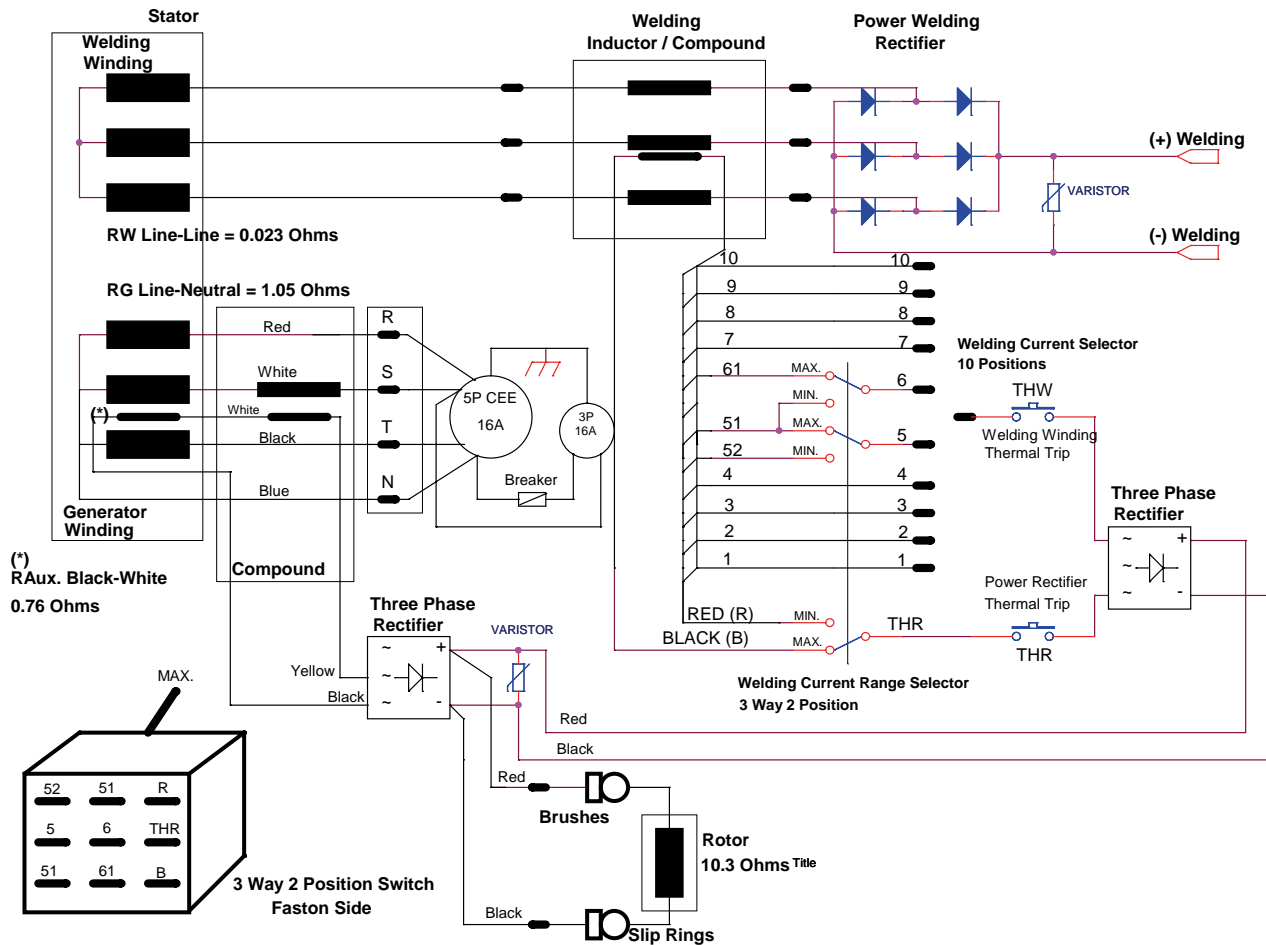 Stator
Welding
Winding
Welding
Inductor / Compound
Power Welding
Rectifier
(+) Welding
VARISTOR
(-) Welding
RW Line-Line = 0.023 Ohms
RG Line-Neutral = 1.05 Ohms
10 10
9 9
8 8
7 7
61 MAX. 6
MIN.
51 MAX. 5
52 MIN.
4 4
3 3
2 2
1 1
RED (R) MIN.
BLACK (B) MAX.
THR
Welding Current Selector
10 Positions
THW
Welding Winding
Thermal Trip
Three Phase
Rectifier
~ +
~
~ -
Power Rectifier
Thermal Trip
THR
Welding Current Range Selector
3 Way 2 Position
Red R
White S
(*) White
Black T
Blue N
5P CEE
16A
3P
16A
Breaker
Generator
Winding
Compound
(*)
RAux. Black-White
0.76 Ohms
Three Phase
Rectifier
VARISTOR
~ +
Yellow ~
Black ~ -
Red
Black
MAX.
52 51 R
5 6 THR
51 61 B
3 Way 2 Position Switch
Faston Side
Red
Brushes
Rotor
10.3 Ohms Title
Black
Slip Rings